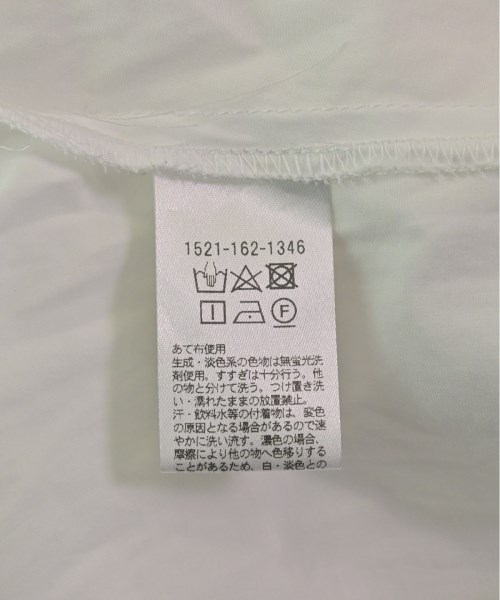 1521-162-1346
F
あて布使用
生成・淡色系の色物は無蛍光洗
剤使用。すすぎは十分行う。他
の物と分けて洗う。つけ置き洗
い・濡れたままの放置禁止。
汗・飲料水等の付着物は、変色
の原因となる場合があるので速
やかに洗い流す。濃色の場合、
摩擦により他の物へ色移りする
ことがあるため、白・淡色との